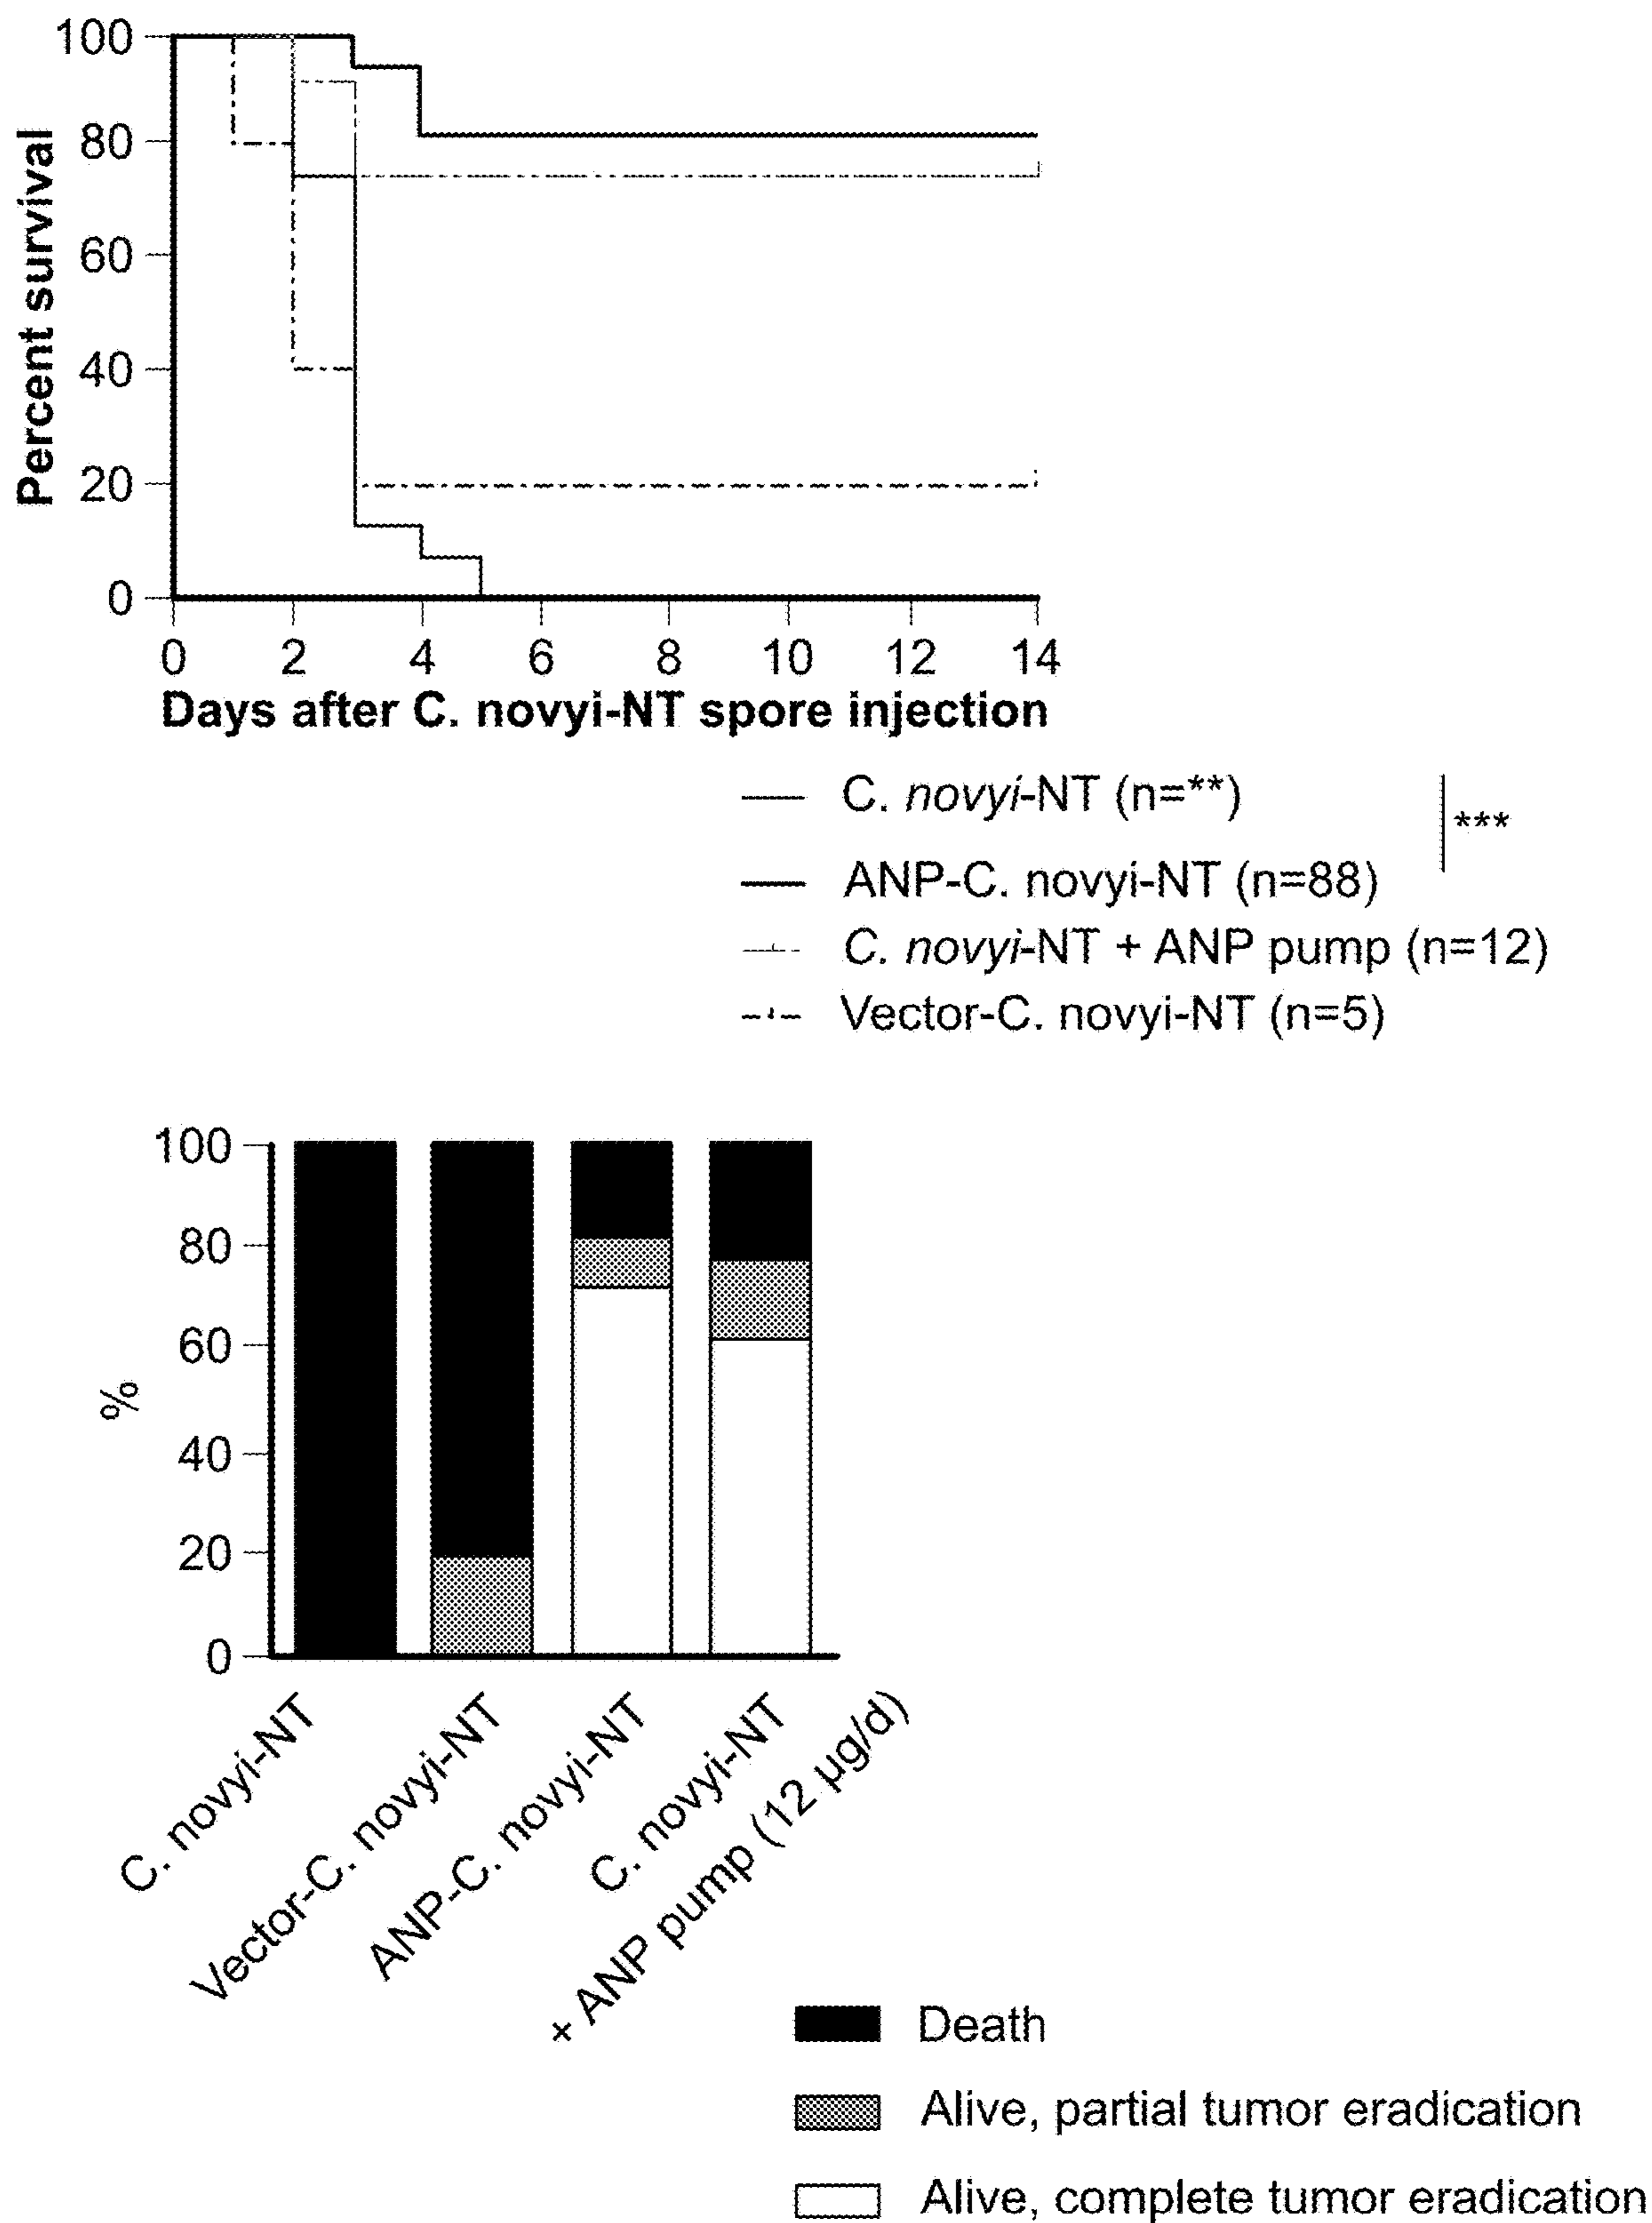 100
80
60
40
20
0
Percent survival
0 2 4 6 8 10 12 14
Days after C. novyi-NT spore injection
C. novyi-NT (n=**)
***
ANP-C. novyi-NT (n=88)
C. novyi-NT + ANP pump (n=12)
Vector-C. novyi-NT (n=5)
100
80
60
40
20
0
%
C. novyi-NT
Vector-C. novyi-NT
ANP-C. novyi-NT
C. novyi-NT
+ ANP pump (12 µg/d)
Death
Alive, partial tumor eradication
Alive, complete tumor eradication